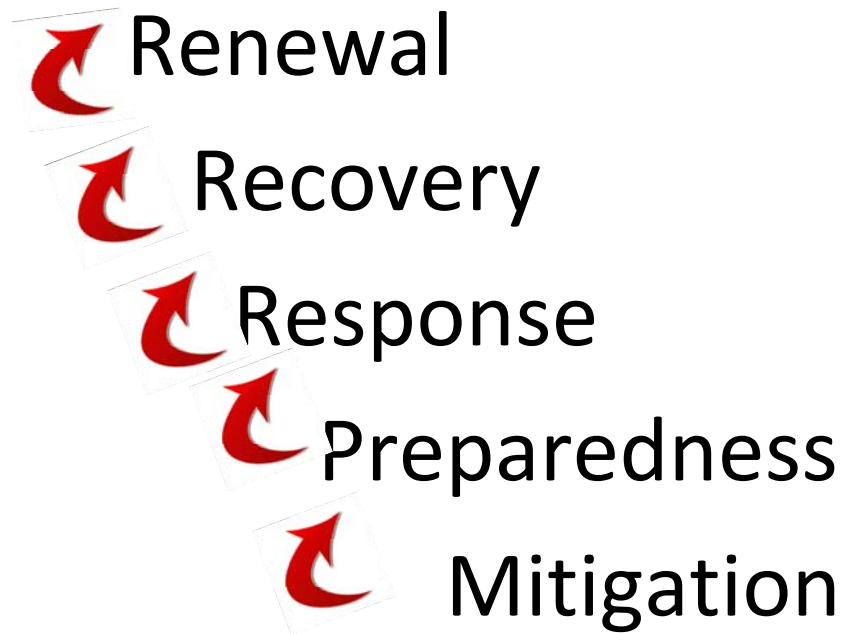 Renewal
Recovery
Response
Preparedness
Mitigation